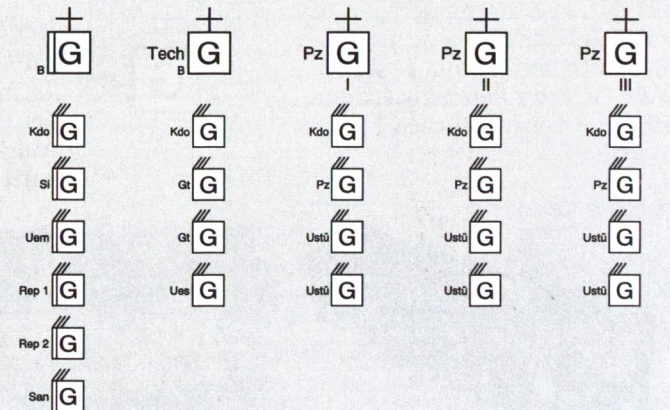 B G Tech B G Pz G Pz G Pz G
I II III
Kdo G Kdo G Kdo G Kdo G Kdo G
Si G Gt G Pz G Pz G Pz G
Uem G Gt G Ustü G Ustü G Ustü G
Rep 1 G Ues G Ustü G Ustü G Ustü G
Rep 2 G
San G